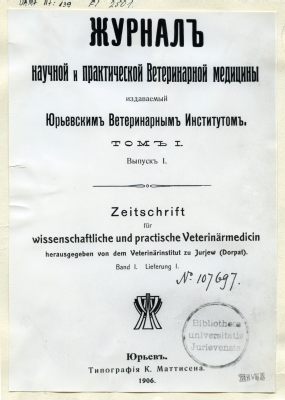 ЖУРНАЛЪ
научной и практической Ветеринарной медицины
издаваемый
Юрьевскимъ Ветеринарнымъ Институтомъ.
ТОМЪ I.
Выпускъ I.
Zeitschrift
für
wissenschaftliche und practische Veterinärmedicin
herausgegeben von dem Veterinärinstitut zu Jurjew (Dorpat).
Band I. Lieferung I.
№ 107697.
Bibliotheca
universitatis
Jurievensis
Юрьевъ.
Типографія К. Маттисена.
1906.